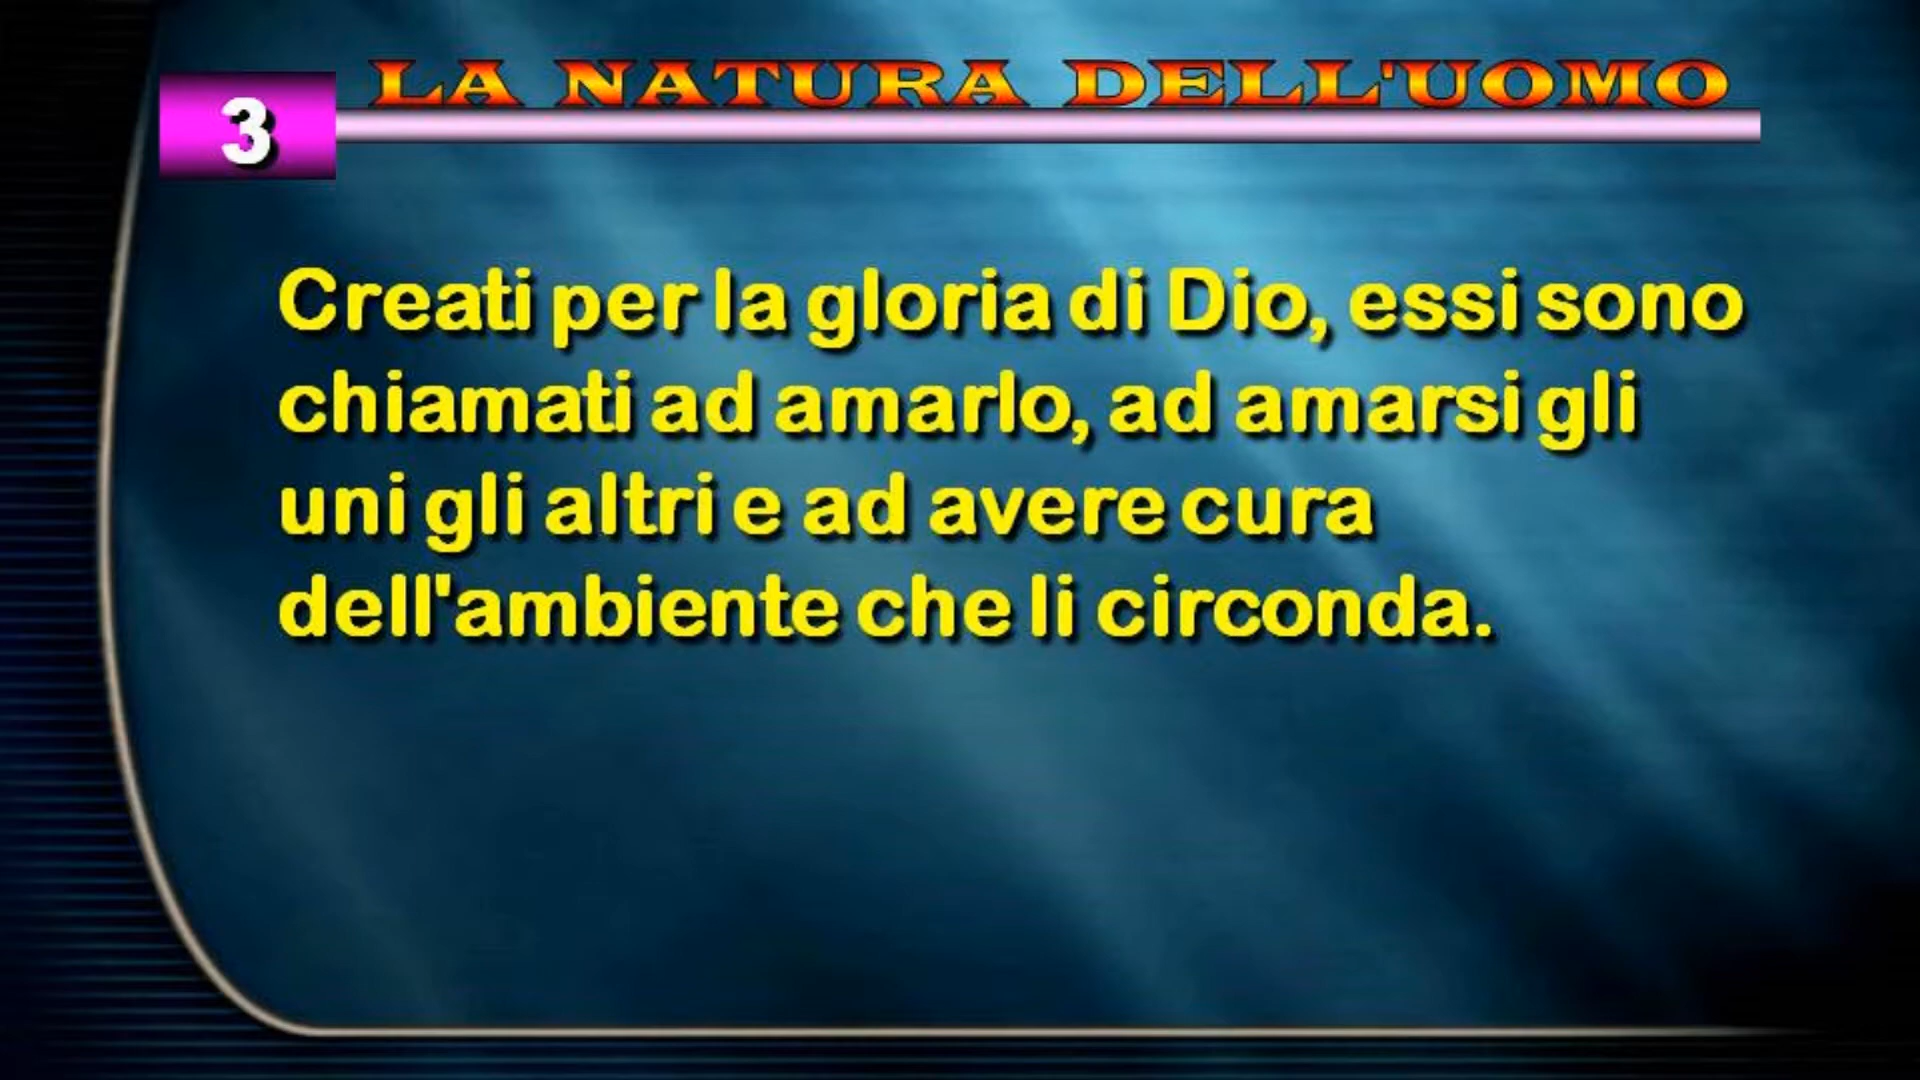 LA NATURA DELL'UOMO
3
Creati per la gloria di Dio, essi sono
chiamati ad amarlo, ad amarsi gli
uni gli altri e ad avere cura
dell'ambiente che li circonda.